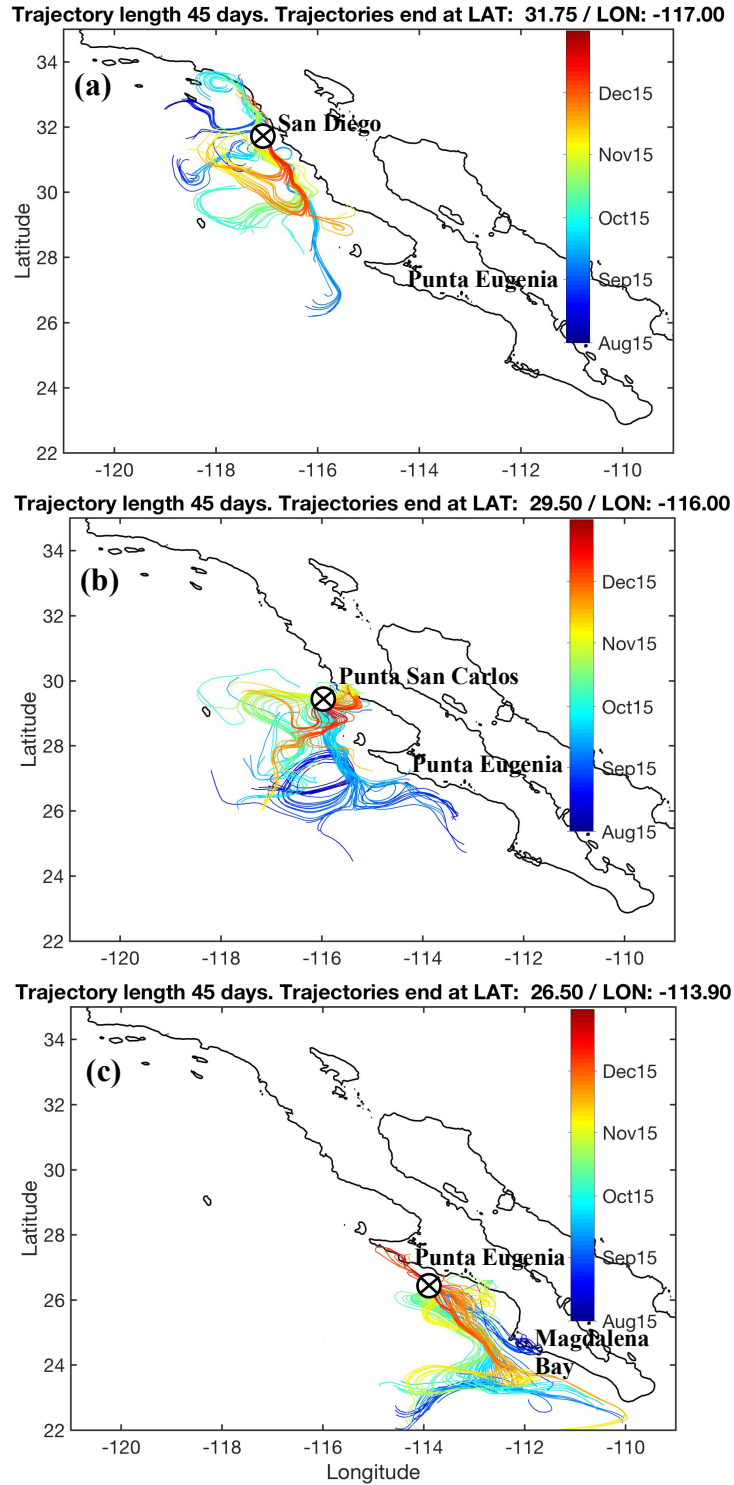 Trajectory length 45 days. Trajectories end at LAT:  31.75 / LON: -117.00
(a)
34
32
30
28
26
24
22
Latitude
San Diego
Punta Eugenia
Dec15
Nov15
Oct15
Sep15
Aug15
-120
-118
-116
-114
-112
-110
Trajectory length 45 days. Trajectories end at LAT:  29.50 / LON: -116.00
(b)
34
32
30
28
26
24
22
Latitude
Punta San Carlos
Punta Eugenia
Dec15
Nov15
Oct15
Sep15
Aug15
-120
-118
-116
-114
-112
-110
Trajectory length 45 days. Trajectories end at LAT:  26.50 / LON: -113.90
(c)
34
32
30
28
26
24
22
Latitude
Punta Eugenia
Magdalena
Bay
Dec15
Nov15
Oct15
Sep15
Aug15
-120
-118
-116
-114
-112
-110
Longitude